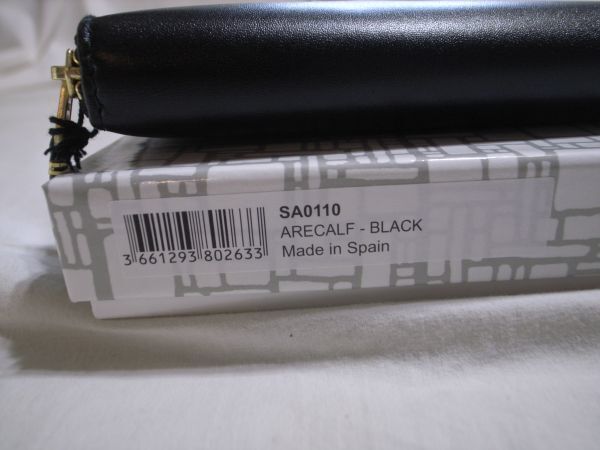 SA0110
ARECALF - BLACK
Made in Spain
3 661293 802633